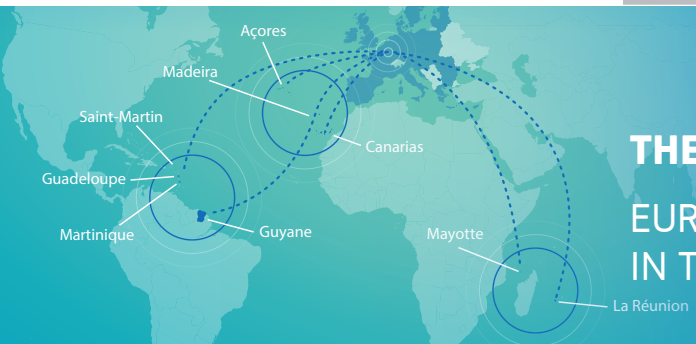 Açores
Madeira
Saint-Martin
Canarias
Guadeloupe
Martinique
Guyane
Mayotte
La Réunion
THE
EUR
IN T